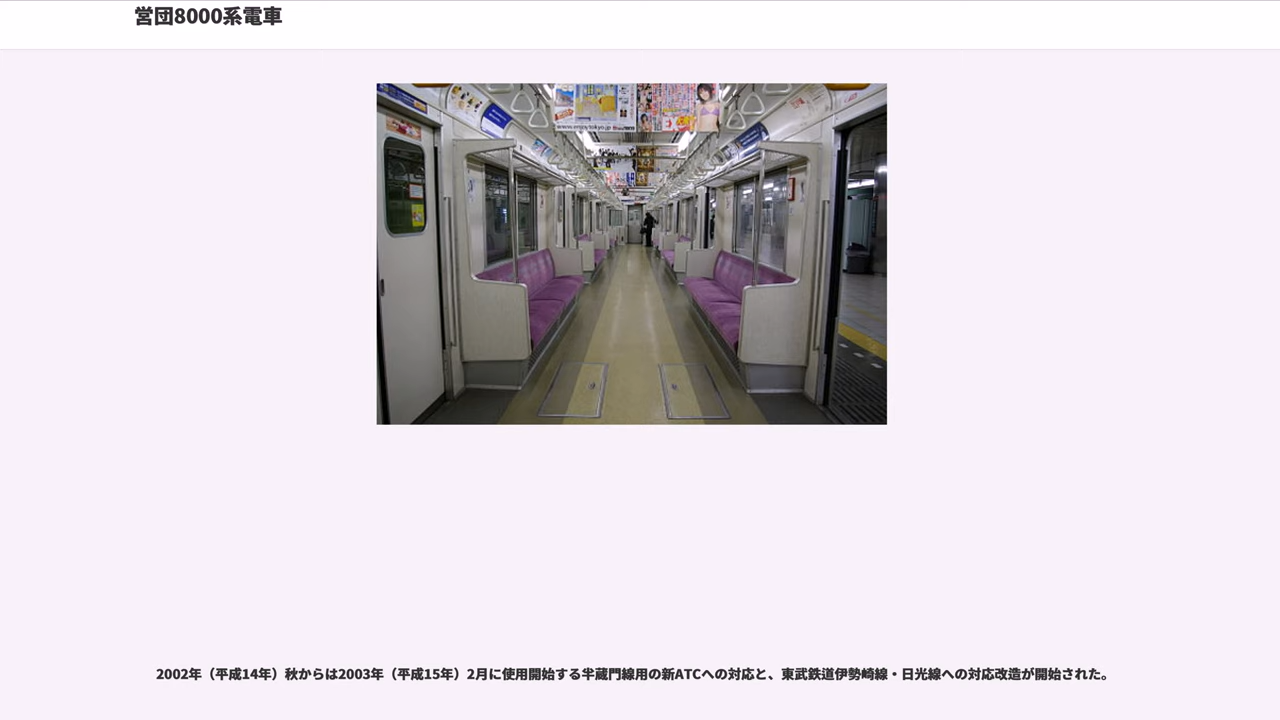 営団8000系電車
www.enjoytokyo.jp
2002年（平成14年）秋からは2003年（平成15年）2月に使用開始する半蔵門線用の新ATCへの対応と、東武鉄道伊勢崎線・日光線への対応改造が開始された。